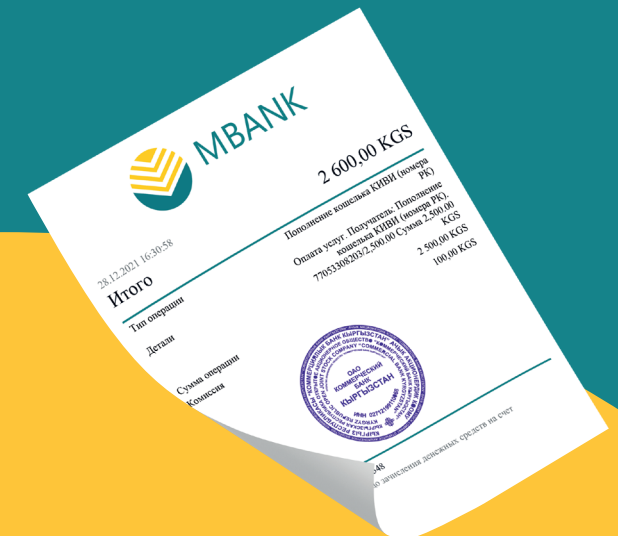 MBANK
28.12.2021 16:30:58
Итого 2 600,00 KGS
Тип операции Пополнение кошелька КИВИ (номера
РК)
Детали Оплата услуг. Получатель: Пополнение
кошелька КИВИ (номера РК).
77053308203/2,500.00 Сумма 2,500.00
KGS
Сумма операции 2 500,00 KGS
Комиссия 100,00 KGS
ОАО
КОММЕРЧЕСКИЙ
БАНК
КЫРГЫЗСТАН
648
зачисления денежных средств на счет